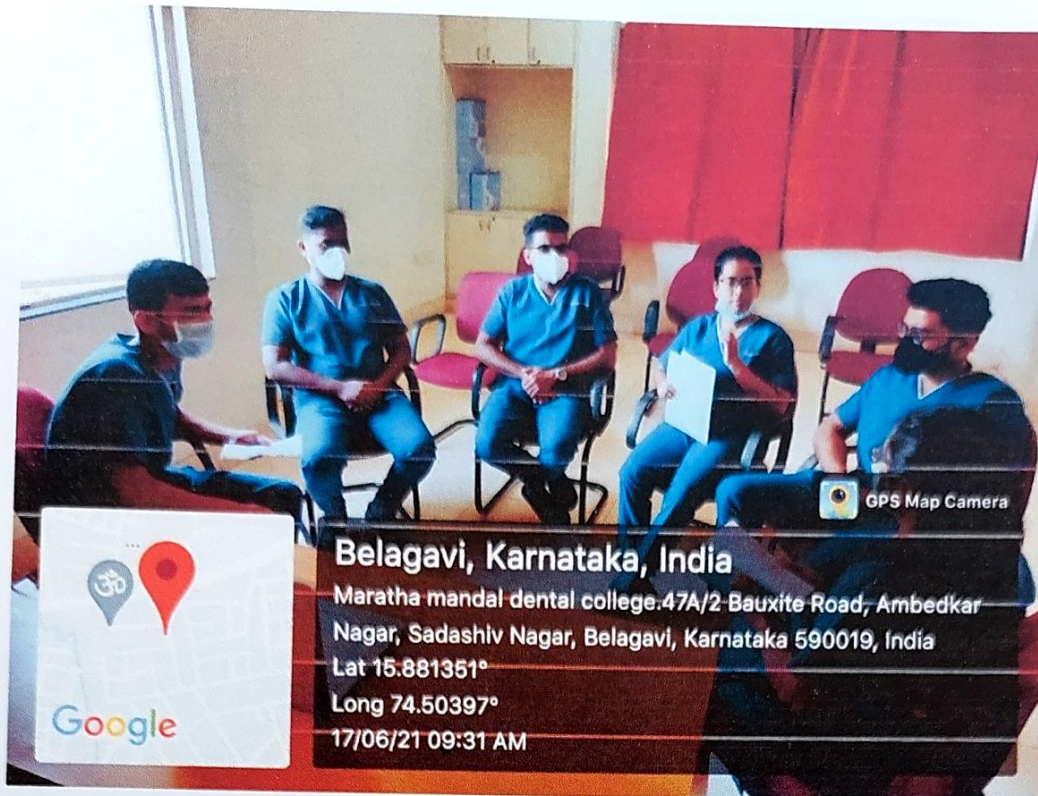 GPS Map Camera
Belagavi, Karnataka, India
Maratha mandal dental college.47A/2 Bauxite Road, Ambedkar
Nagar, Sadashiv Nagar, Belagavi, Karnataka 590019, India
Lat 15.881351°
Long 74.50397°
17/06/21 09:31 AM
ॐ
Google